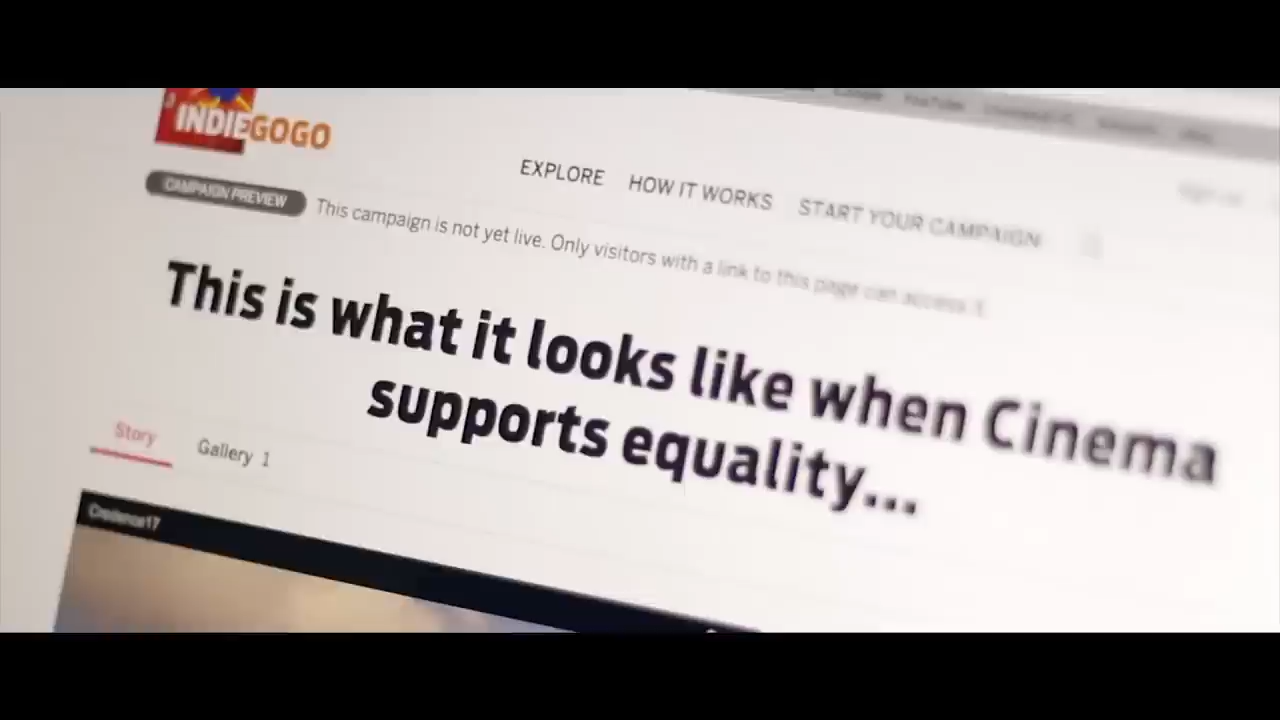 INDIEGOGO
EXPLORE HOW IT WORKS START YOUR CAMPAIGN
CAMPAIGN PREVIEW This campaign is not yet live. Only visitors with a link to this page can access it.
This is what it looks like when Cinema
supports equality...
Story Gallery 1
Credence17